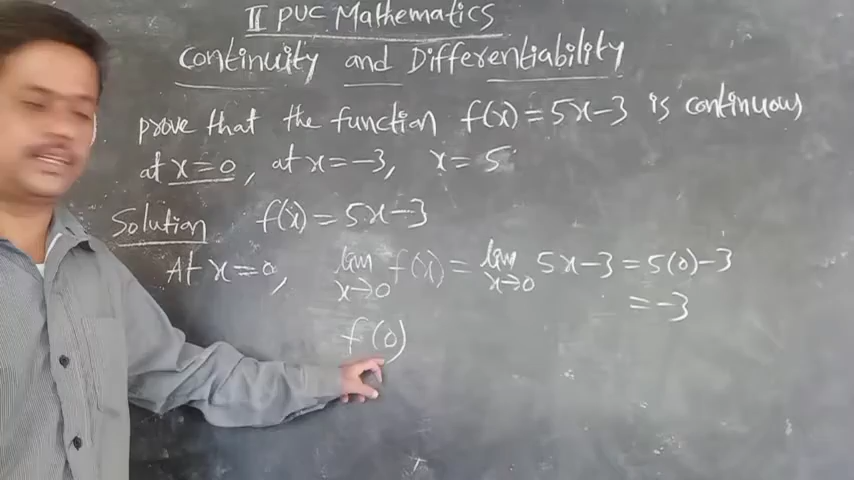 II PUC Mathematics
Continuity and Differentiability
prove that the function f(x) = 5x-3 is continuous
at x=0, at x=-3, x=5
Solution f(x) = 5x-3
At x=0, lim x→0 f(x) = lim x→0 5x-3 = 5(0)-3
= -3
f(0)